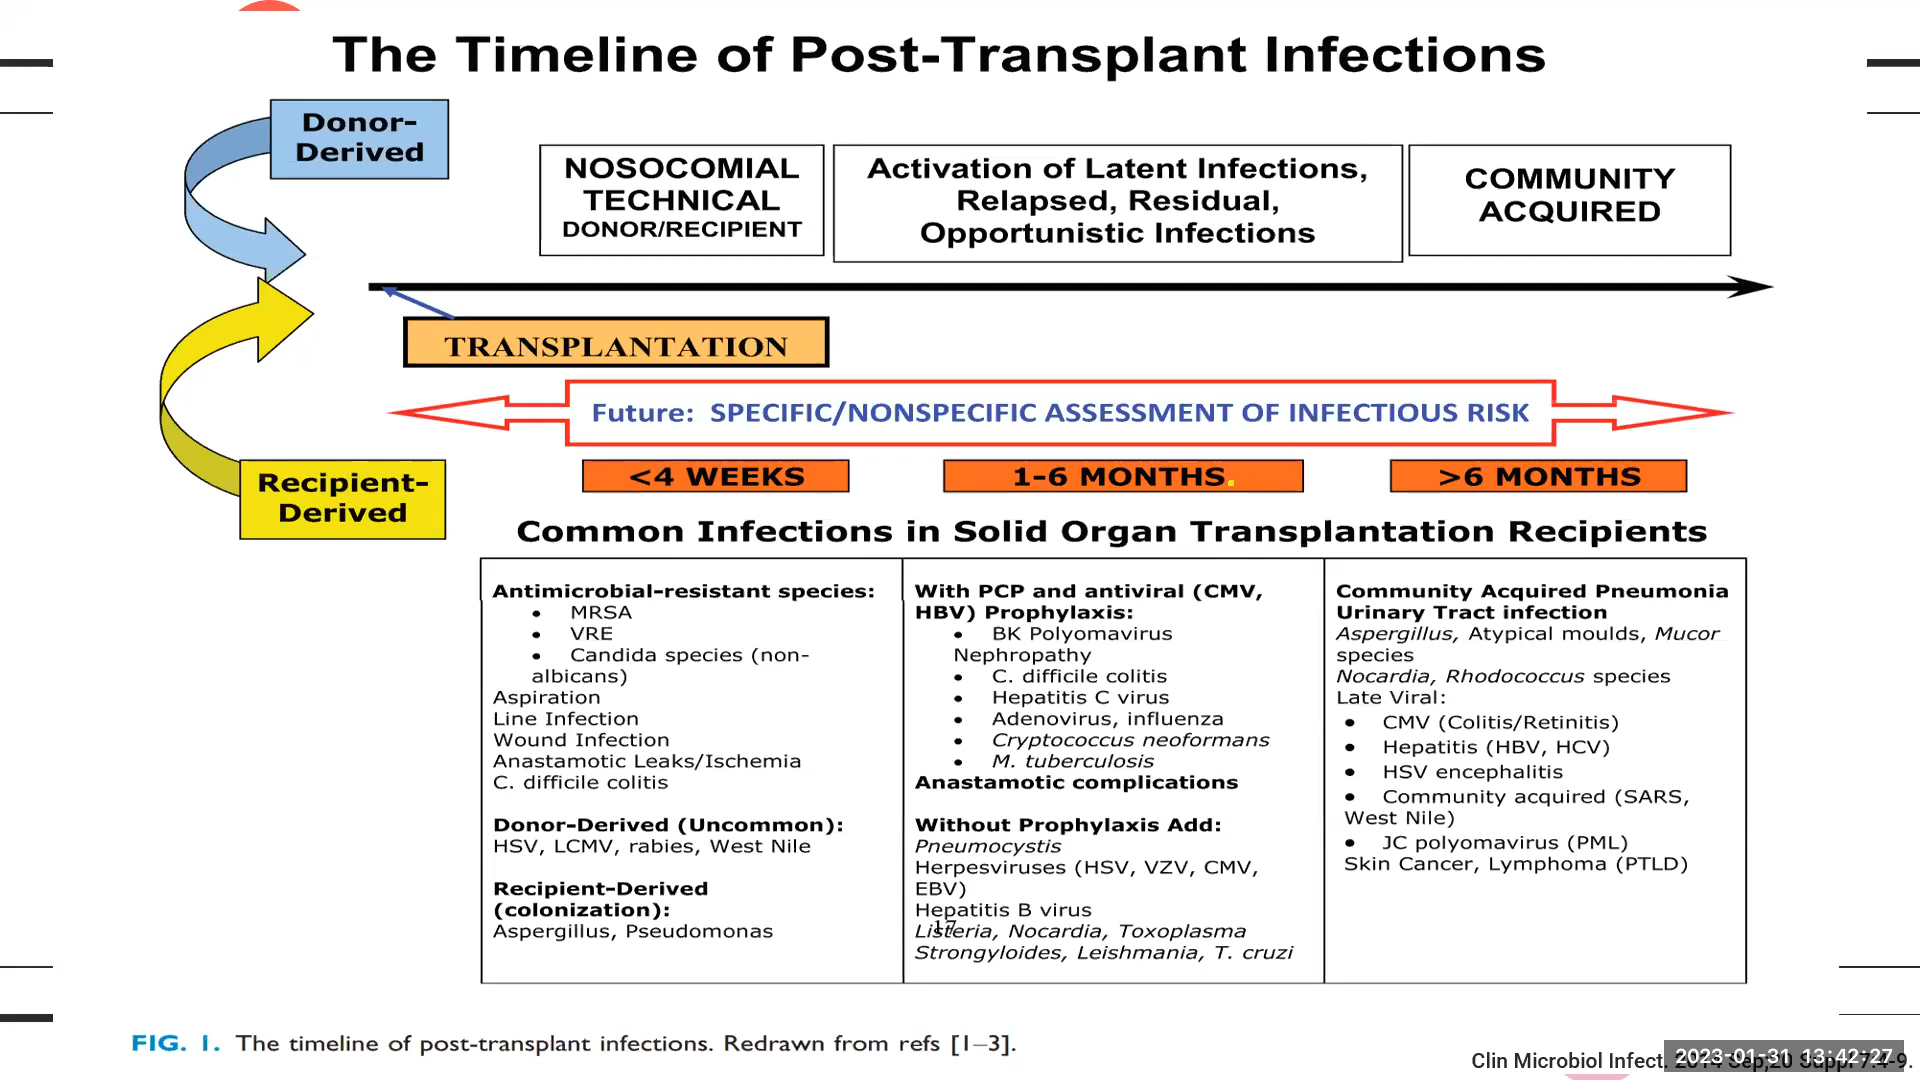 The Timeline of Post-Transplant Infections
Donor-
Derived
NOSOCOMIAL
TECHNICAL
DONOR/RECIPIENT
Activation of Latent Infections,
Relapsed, Residual,
Opportunistic Infections
COMMUNITY
ACQUIRED
TRANSPLANTATION
Future: SPECIFIC/NONSPECIFIC ASSESSMENT OF INFECTIOUS RISK
Recipient-
Derived
<4 WEEKS
1-6 MONTHS.
>6 MONTHS
Common Infections in Solid Organ Transplantation Recipients
Antimicrobial-resistant species:
• MRSA
• VRE
• Candida species (non-
albicans)
Aspiration
Line Infection
Wound Infection
Anastamotic Leaks/Ischemia
C. difficile colitis
Donor-Derived (Uncommon):
HSV, LCMV, rabies, West Nile
Recipient-Derived
(colonization):
Aspergillus, Pseudomonas
With PCP and antiviral (CMV,
HBV) Prophylaxis:
• BK Polyomavirus
Nephropathy
• C. difficile colitis
• Hepatitis C virus
• Adenovirus, influenza
• Cryptococcus neoformans
• M. tuberculosis
Anastamotic complications
Without Prophylaxis Add:
Pneumocystis
Herpesviruses (HSV, VZV, CMV,
EBV)
Hepatitis B virus
Listeria, Nocardia, Toxoplasma
Strongyloides, Leishmania, T. cruzi
17
Community Acquired Pneumonia
Urinary Tract infection
Aspergillus, Atypical moulds, Mucor
species
Nocardia, Rhodococcus species
Late Viral:
• CMV (Colitis/Retinitis)
• Hepatitis (HBV, HCV)
• HSV encephalitis
• Community acquired (SARS,
West Nile)
• JC polyomavirus (PML)
Skin Cancer, Lymphoma (PTLD)
FIG. 1. The timeline of post-transplant infections. Redrawn from refs [1–3].
Clin Microbiol Infect. 2014 Sep;20 Suppl 7:4-9.
2023-01-31 13:42:27